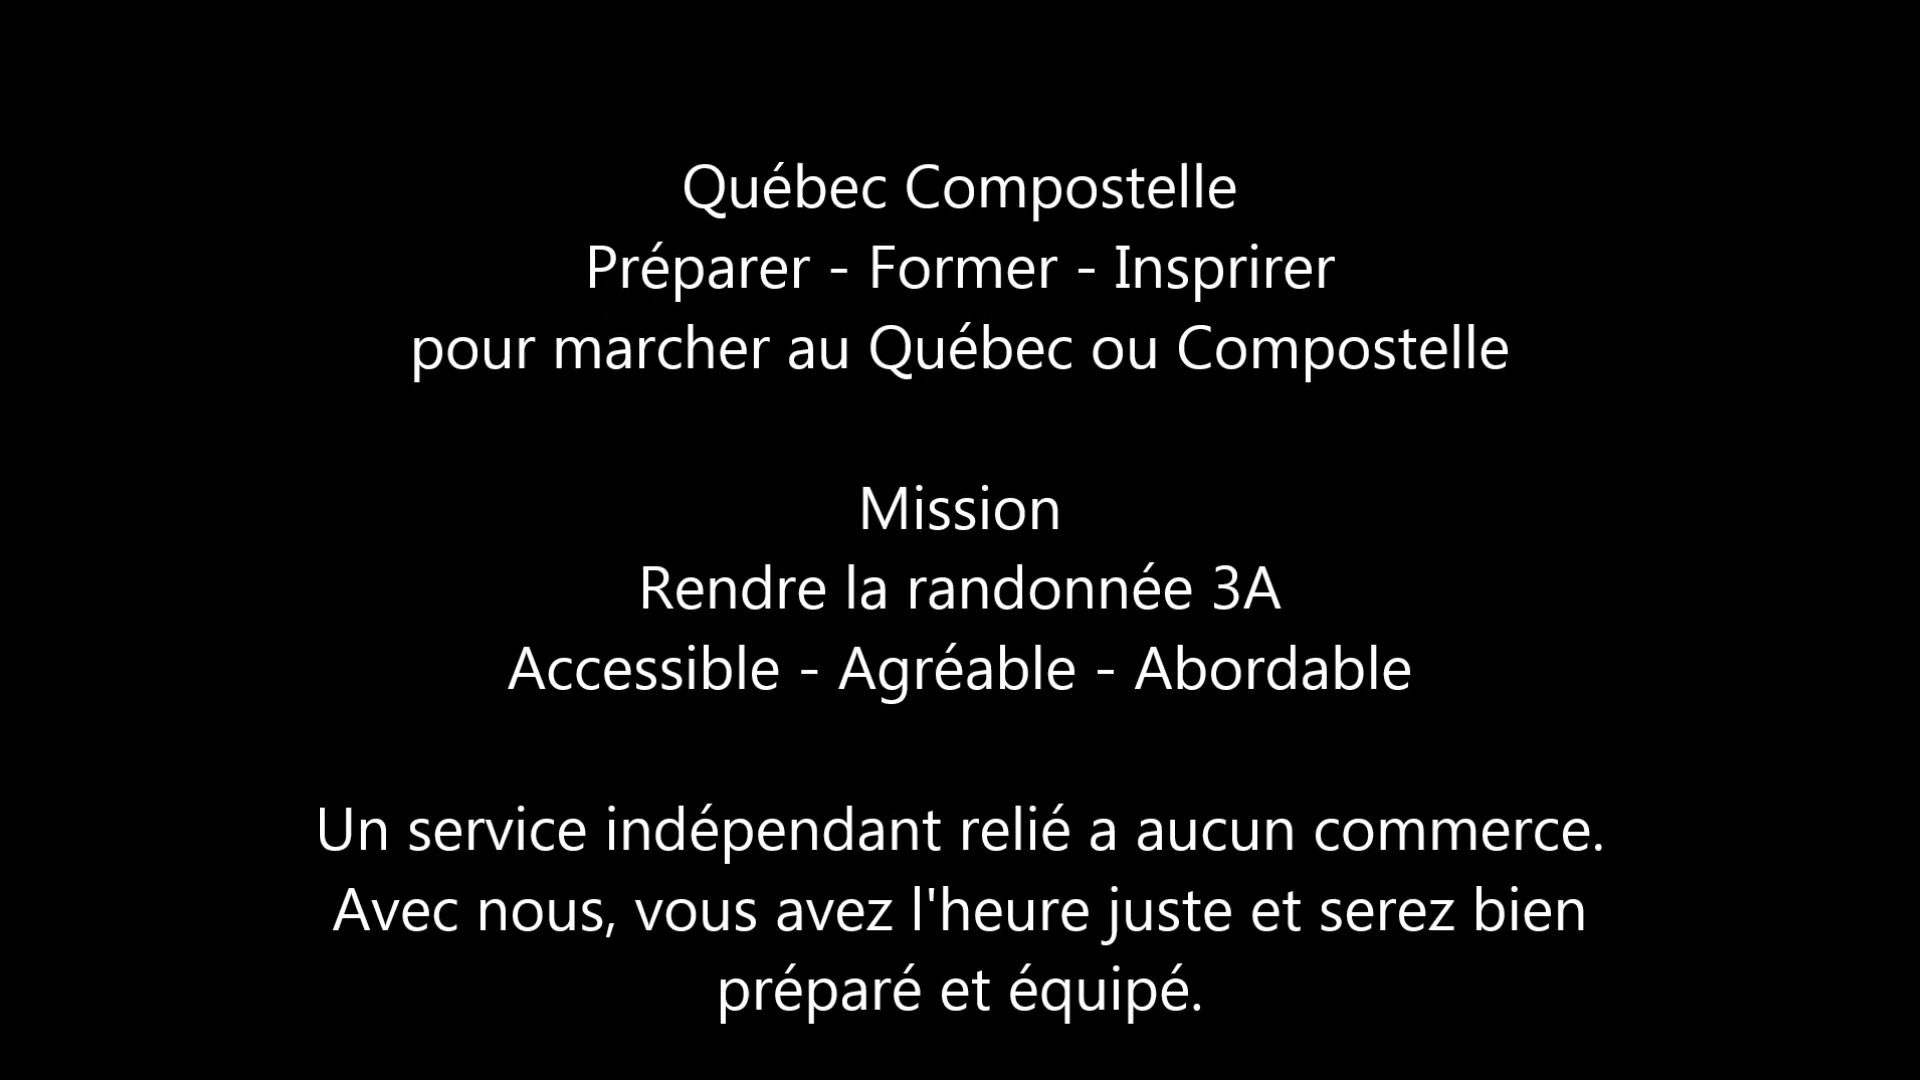 Québec Compostelle
Préparer - Former - Insprirer
pour marcher au Québec ou Compostelle
Mission
Rendre la randonnée 3A
Accessible - Agréable - Abordable
Un service indépendant relié a aucun commerce.
Avec nous, vous avez l'heure juste et serez bien
préparé et équipé.